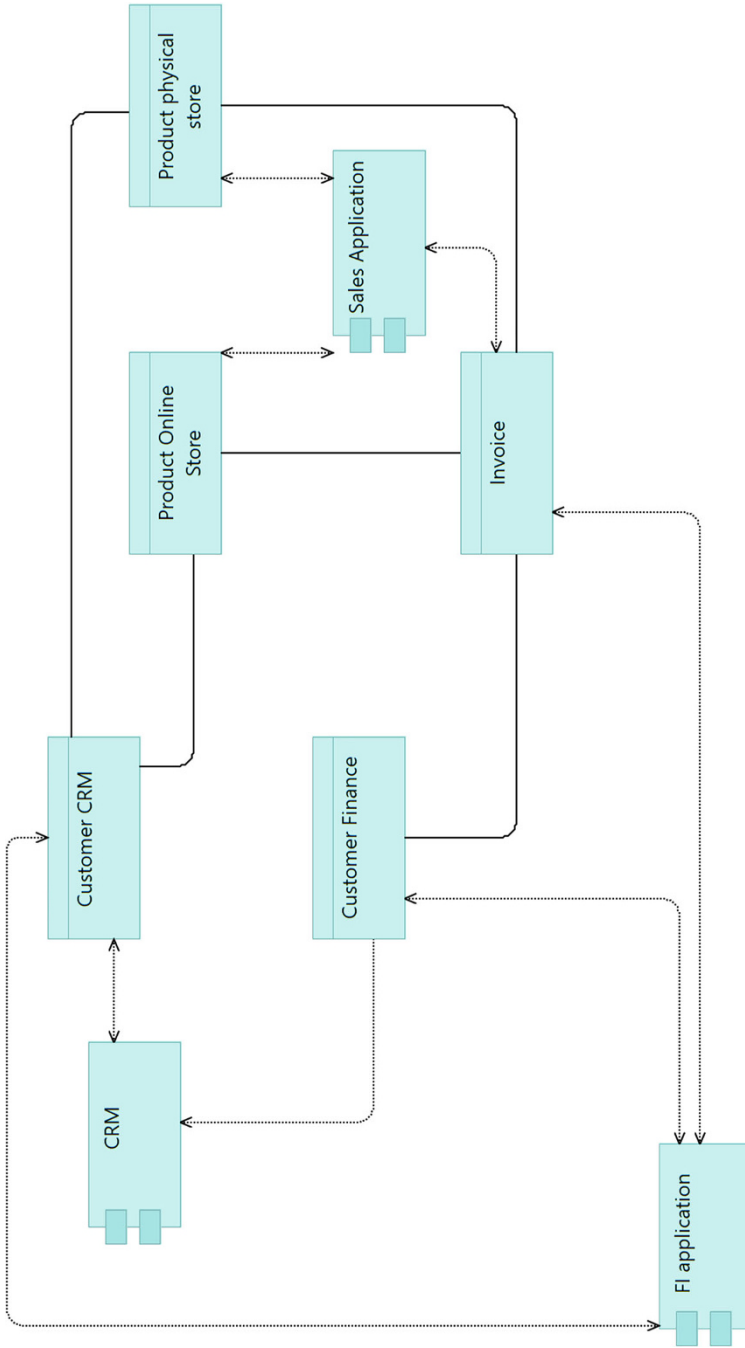 CRM
Customer CRM
Product Online
Store
Product physical
store
Customer Finance
Sales Application
Invoice
FI application